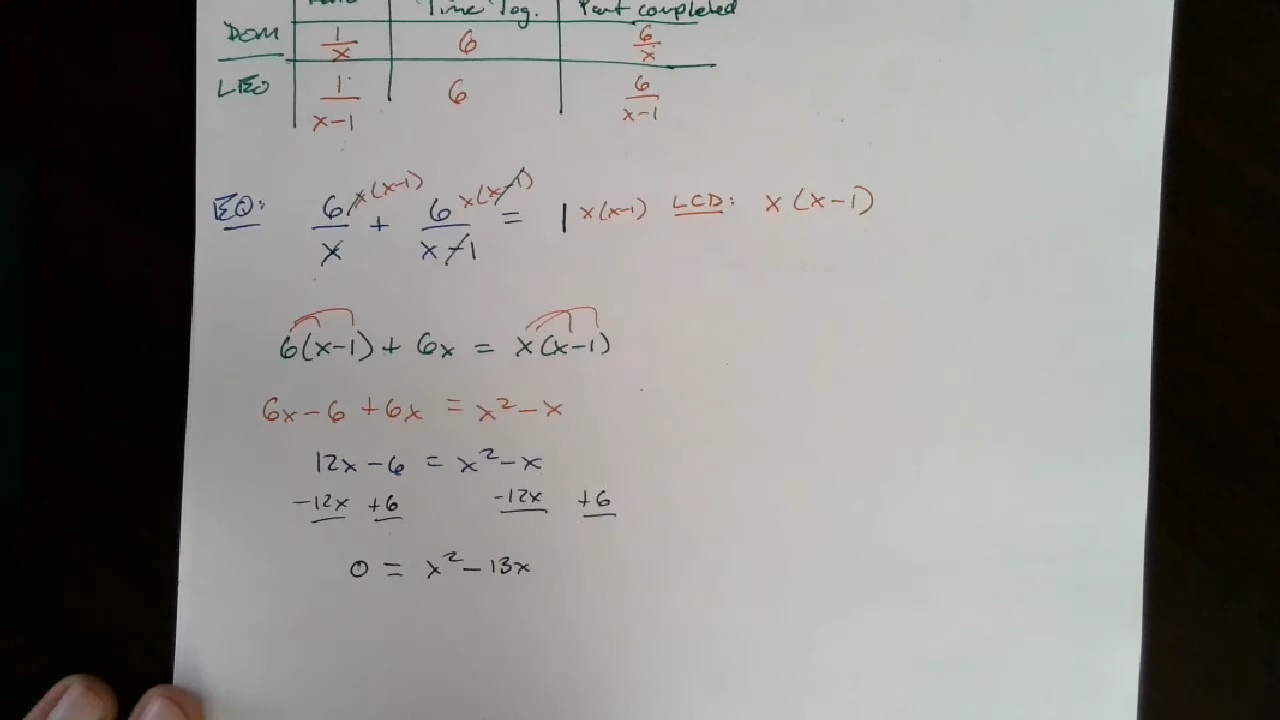 Time Tog. Part completed
DOM 1/x 6 6/x
LEO 1/x-1 6 6/x-1
EQ: 6/x x(x-1) + 6/x-1 x(x-1) = 1 x(x-1) LCD: x(x-1)
6(x-1) + 6x = x(x-1)
6x-6 +6x = x²-x
12x-6 = x²-x
-12x +6 -12x +6
0 = x²-13x